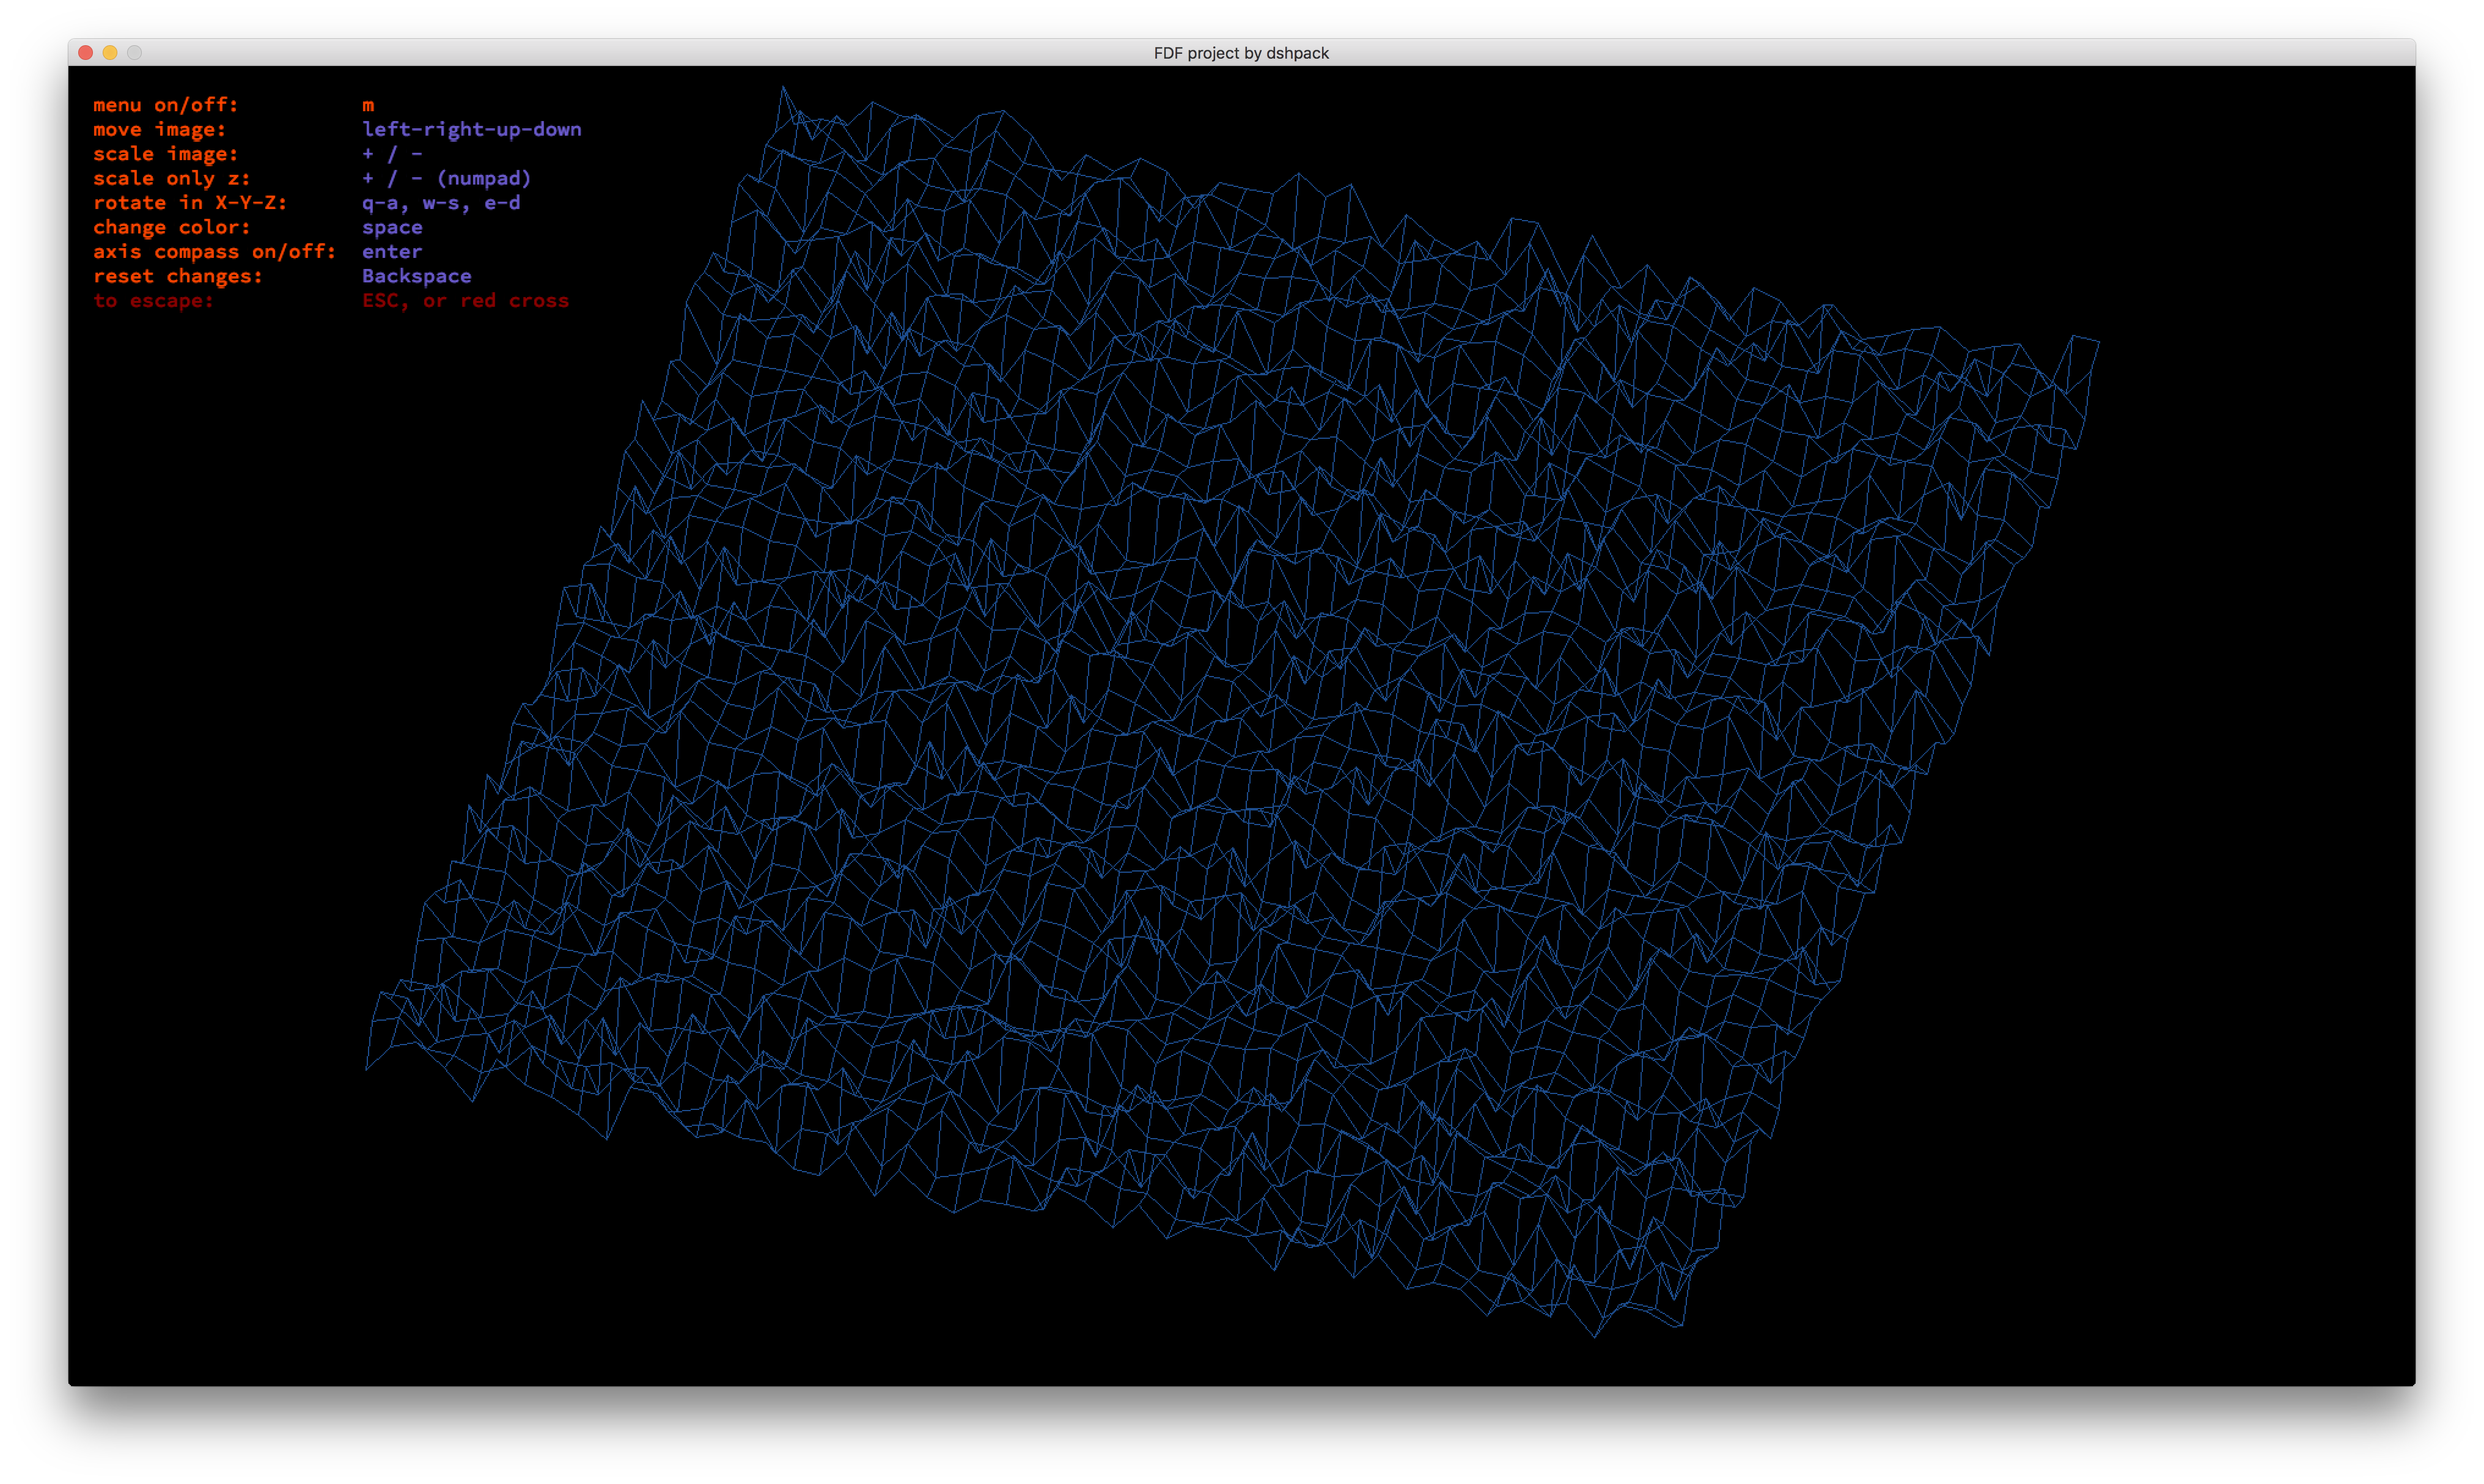 FDF project by dshpack
menu on/off: m
move image: left-right-up-down
scale image: + / -
scale only z: + / - (numpad)
rotate in X-Y-Z: q-a, w-s, e-d
change color: space
axis compass on/off: enter
reset changes: Backspace
to escape: ESC, or red cross